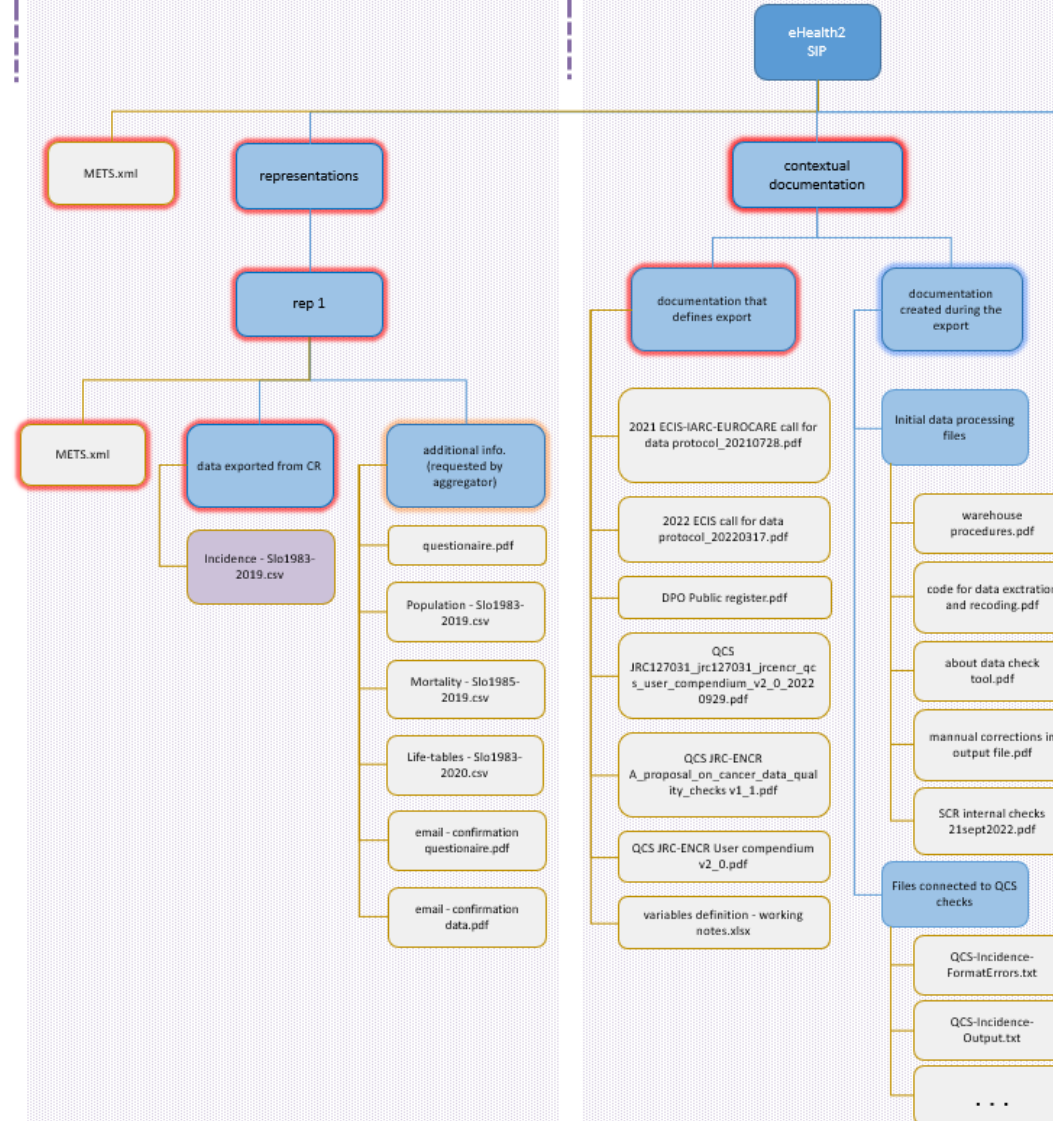 eHealth2
SIP
METS.xml
representations
contextual
documentation
rep 1
documentation that
defines export
documentation
created during the
export
METS.xml
data exported from CR
additional info.
(requested by
aggregator)
Incidence - Slo1983-
2019.csv
questionaire.pdf
Population - Slo1983-
2019.csv
Mortality - Slo1985-
2019.csv
Life-tables - Slo1983-
2020.csv
email - confirmation
questionaire.pdf
email - confirmation
data.pdf
2021 ECIS-IARC-EUROCARE call for
data protocol_20210728.pdf
2022 ECIS call for data
protocol_20220317.pdf
DPO Public register.pdf
QCS
JRC127031_jrc127031_jrcencr_qc
s_user_compendium_v2_0_2022
0929.pdf
QCS JRC-ENCR
A_proposal_on_cancer_data_qual
ity_checks v1_1.pdf
QCS JRC-ENCR User compendium
v2_0.pdf
variables definition - working
notes.xlsx
Initial data processing
files
warehouse
procedures.pdf
code for data exctration
and recoding.pdf
about data check
tool.pdf
mannual corrections in
output file.pdf
SCR internal checks
21sept2022.pdf
Files connected to QCS
checks
QCS-Incidence-
FormatErrors.txt
QCS-Incidence-
Output.txt
. . .